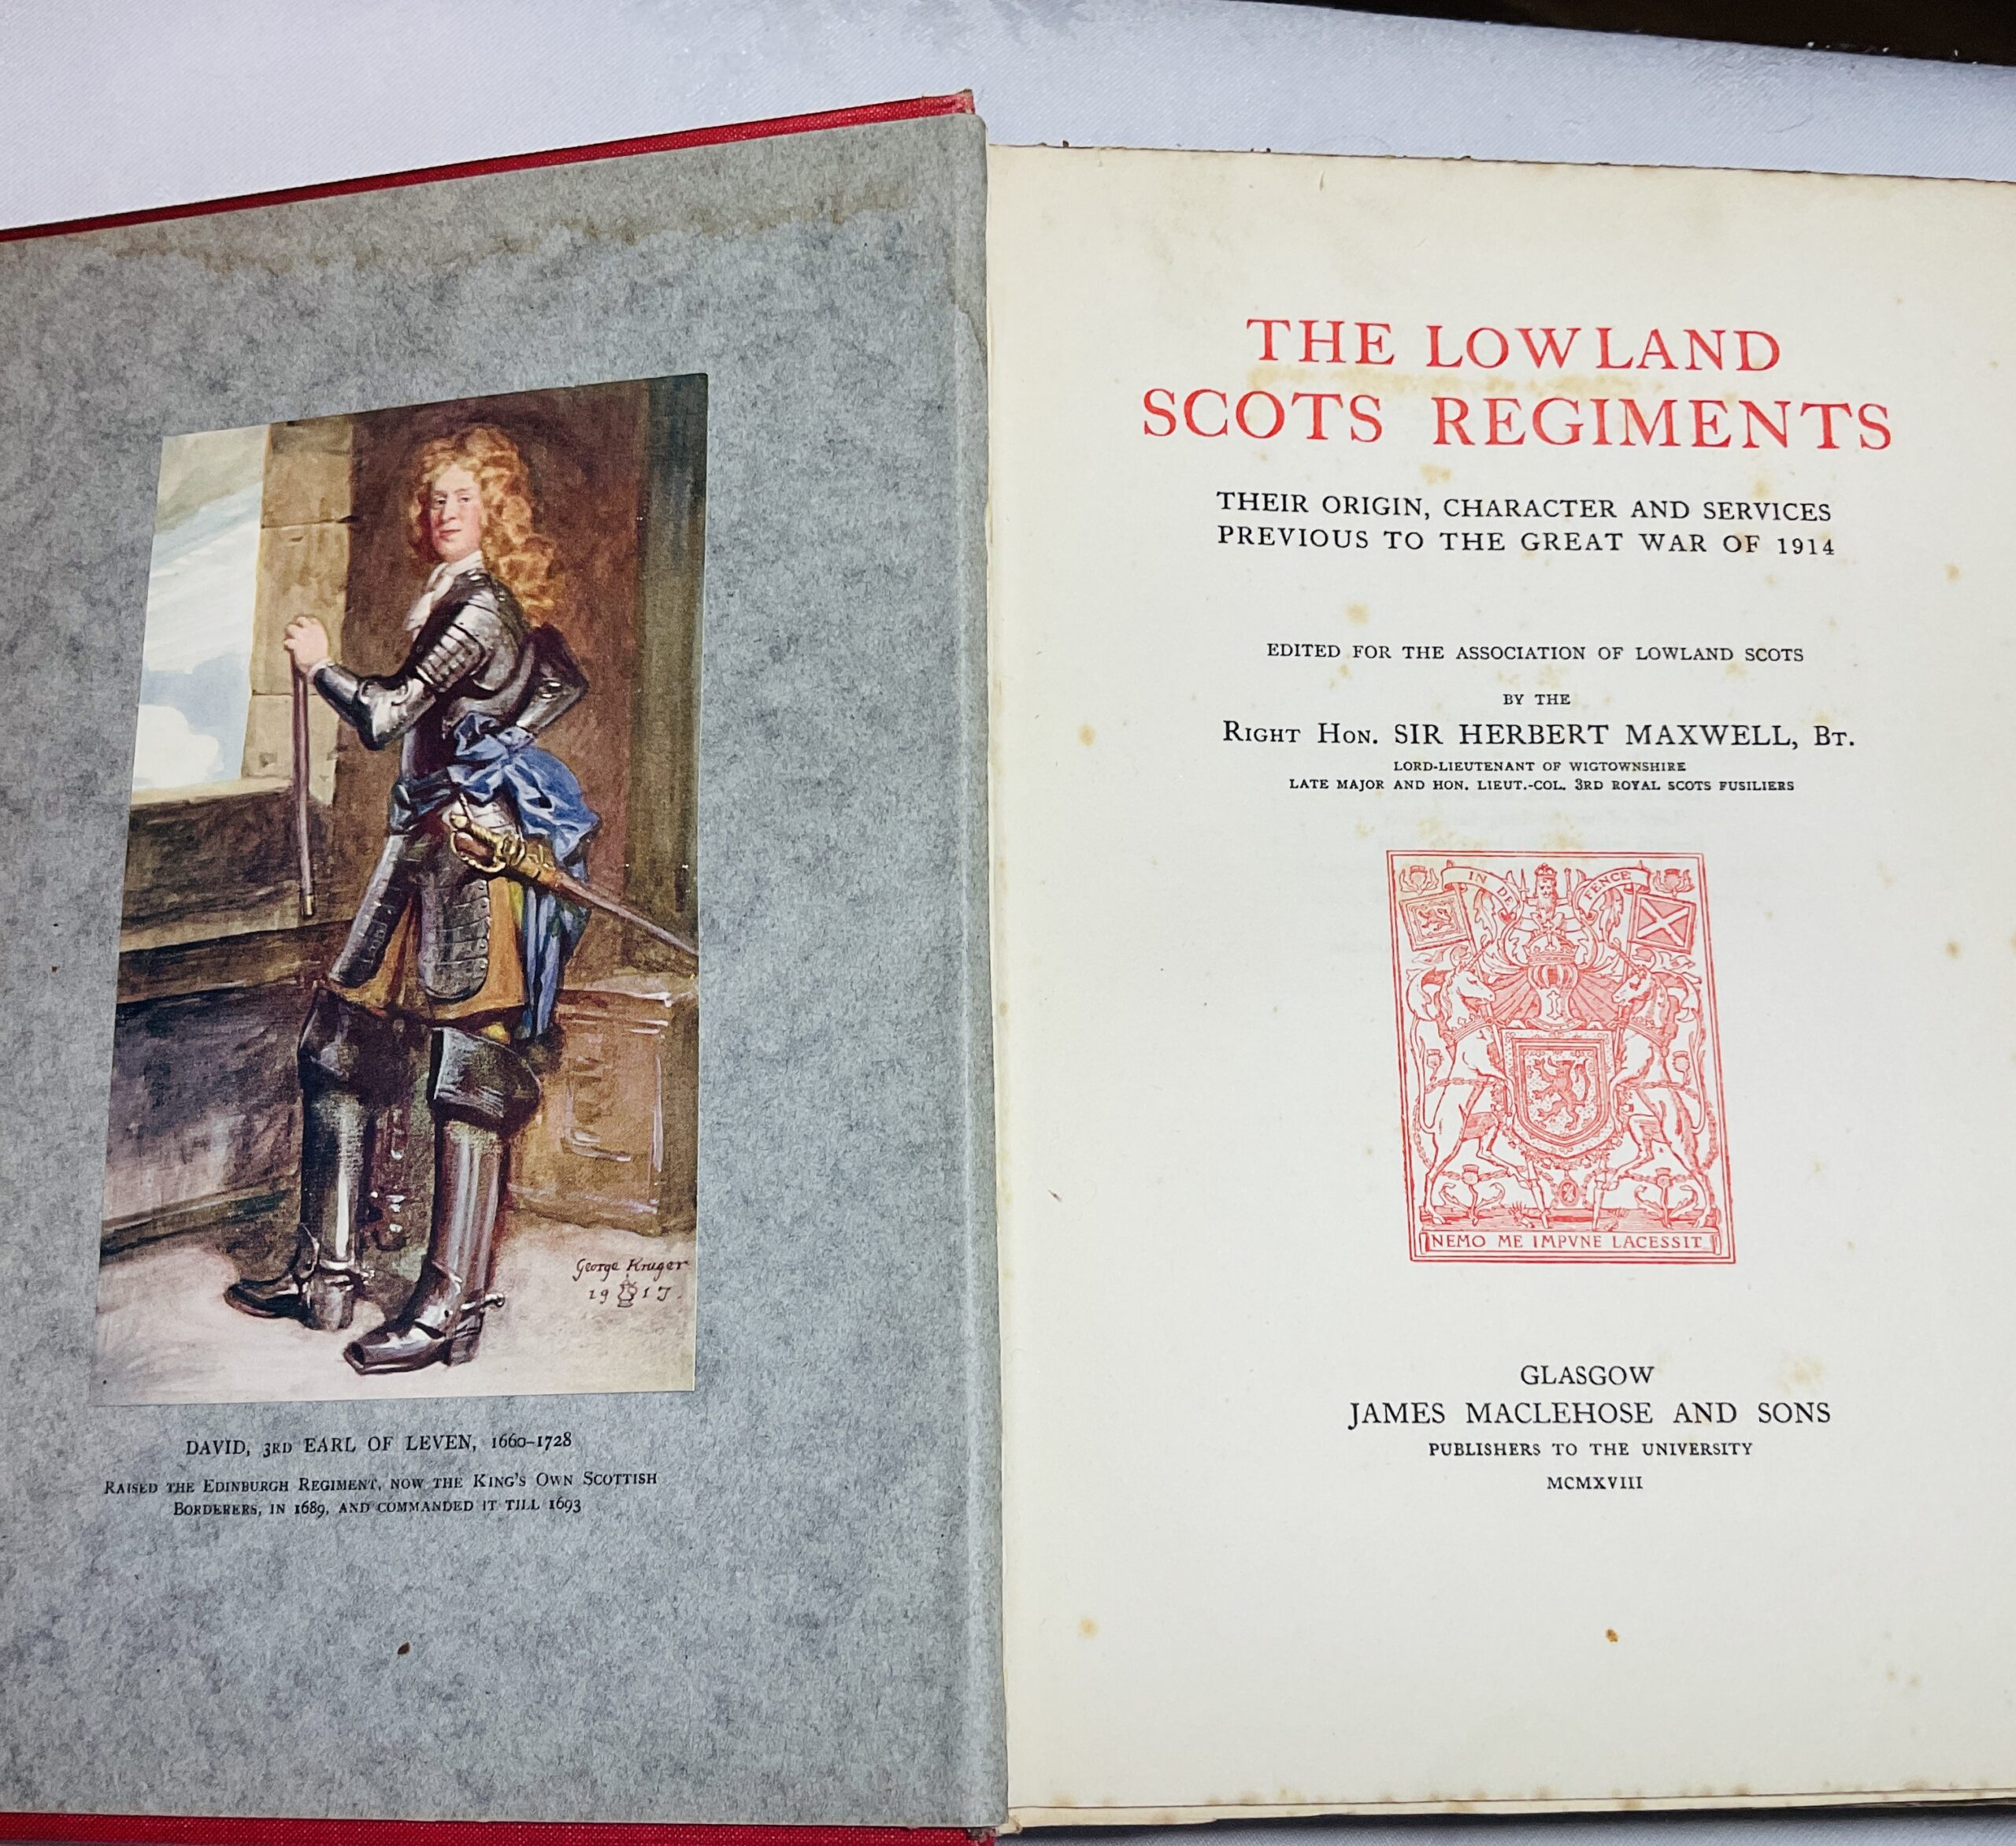 George Kruger
1917.
DAVID, 3RD EARL OF LEVEN, 1660–1728
RAISED THE EDINBURGH REGIMENT, NOW THE KING'S OWN SCOTTISH
BORDERERS, IN 1689, AND COMMANDED IT TILL 1693
THE LOWLAND
SCOTS REGIMENTS
THEIR ORIGIN, CHARACTER AND SERVICES
PREVIOUS TO THE GREAT WAR OF 1914
EDITED FOR THE ASSOCIATION OF LOWLAND SCOTS
BY THE
RIGHT HON. SIR HERBERT MAXWELL, BT.
LORD-LIEUTENANT OF WIGTOWNSHIRE
LATE MAJOR AND HON. LIEUT.-COL. 3RD ROYAL SCOTS FUSILIERS
IN DEFENCE
NEMO ME IMPVNE LACESSIT
GLASGOW
JAMES MACLEHOSE AND SONS
PUBLISHERS TO THE UNIVERSITY
MCMXVIII